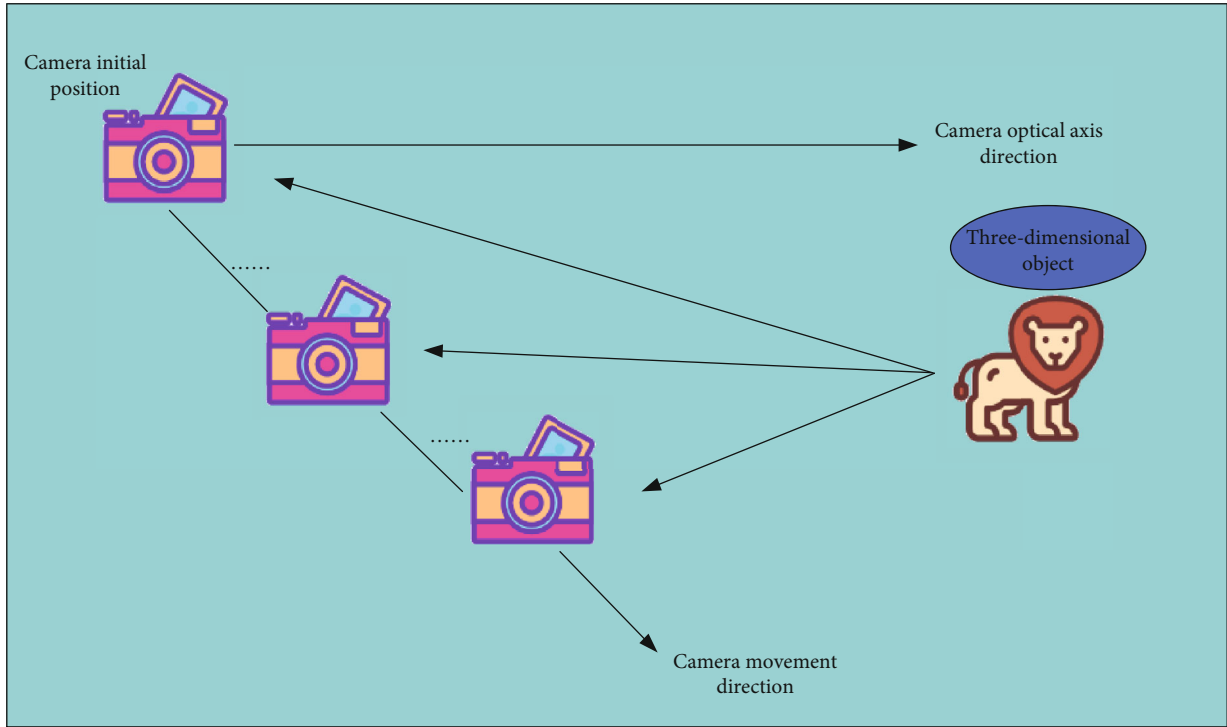 Camera initial
position
Camera optical axis
direction
Three-dimensional
object
......
......
Camera movement
direction